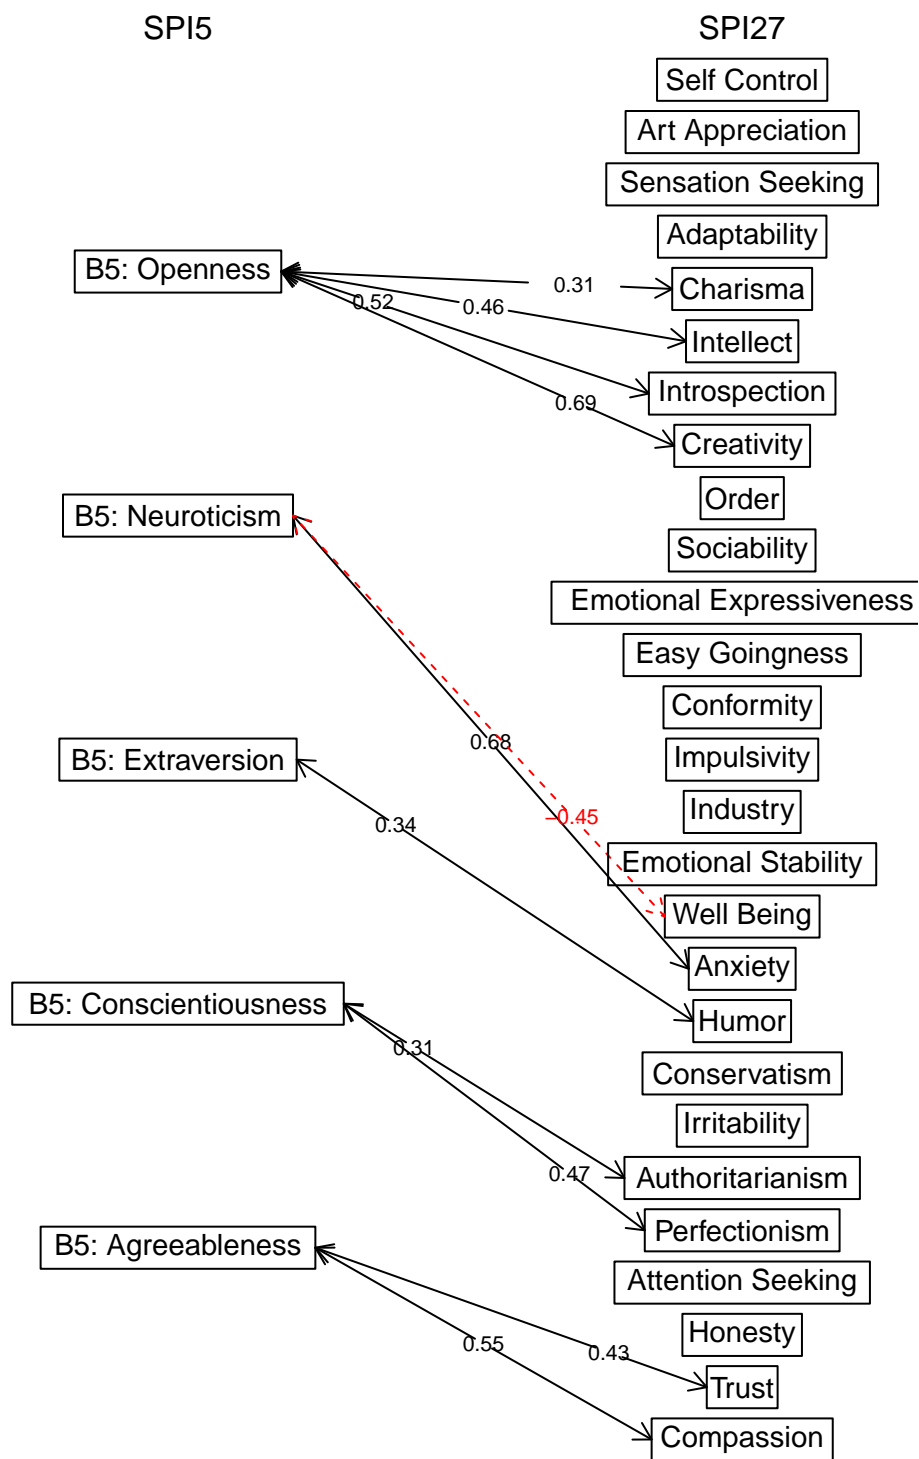 SPI5
SPI27
Self Control
Art Appreciation
Sensation Seeking
Adaptability
B5: Openness
0.31
Charisma
0.52
0.46
Intellect
Introspection
0.69
Creativity
Order
B5: Neuroticism
Sociability
Emotional Expressiveness
Easy Goingness
Conformity
0.68
B5: Extraversion
Impulsivity
Industry
0.34
−0.45
Emotional Stability
Well Being
Anxiety
B5: Conscientiousness
Humor
0.31
Conservatism
Irritability
0.47
Authoritarianism
Perfectionism
B5: Agreeableness
Attention Seeking
Honesty
0.55
0.43
Trust
Compassion